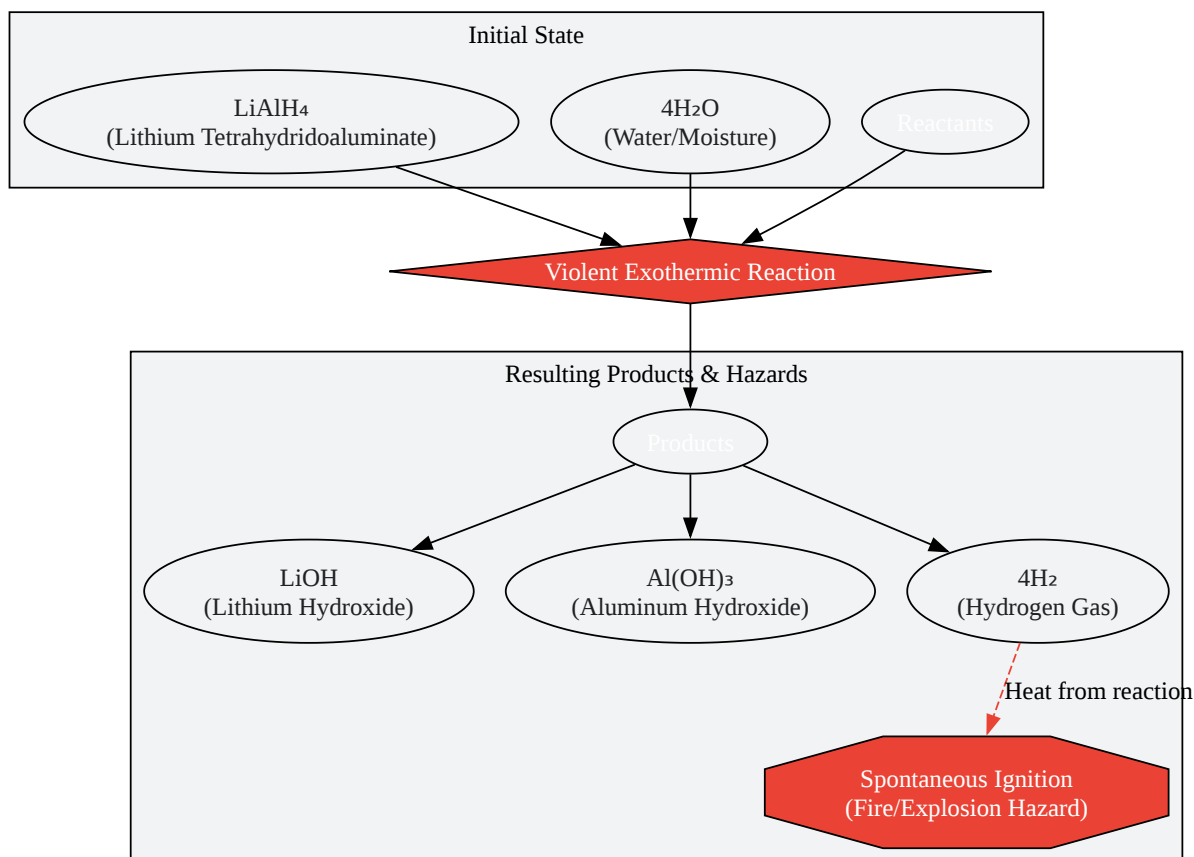 Initial State
LiAlH₄
(Lithium Tetrahydridoaluminate)
4H₂O
(Water/Moisture)
Reactants
Violent Exothermic Reaction
Resulting Products & Hazards
Products
LiOH
(Lithium Hydroxide)
Al(OH)₃
(Aluminum Hydroxide)
4H₂
(Hydrogen Gas)
Heat from reaction
Spontaneous Ignition
(Fire/Explosion Hazard)